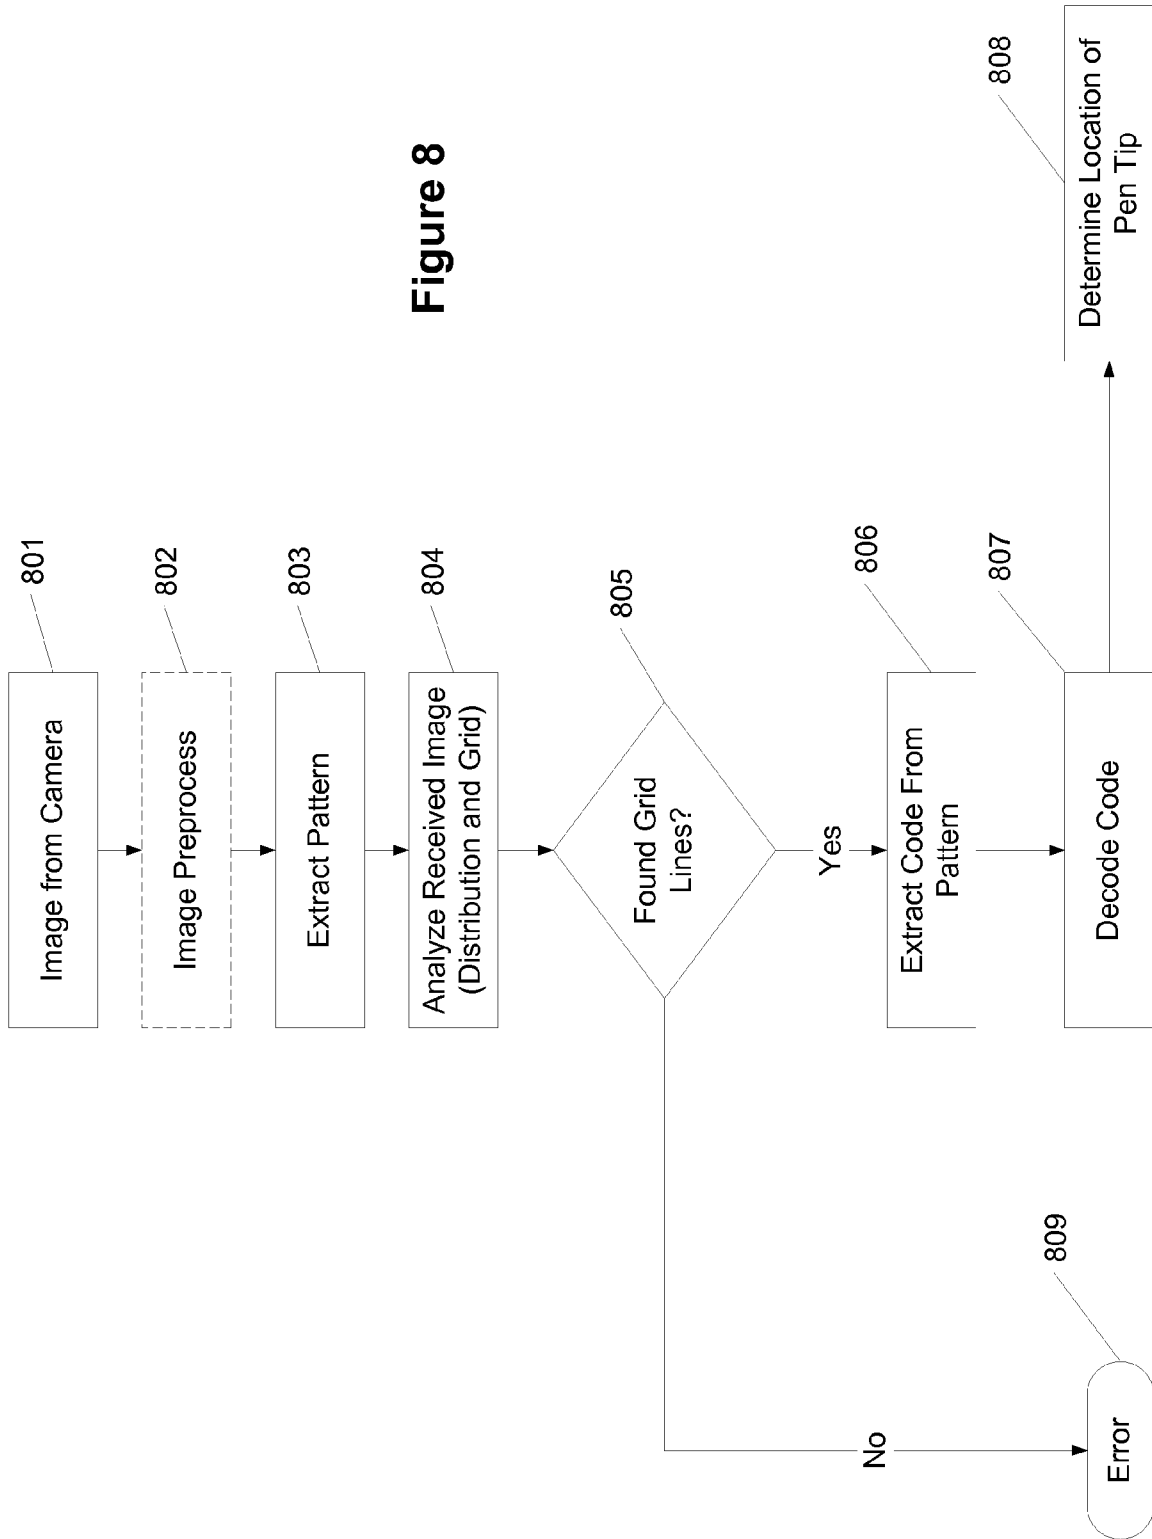 Figure 8
801
Image from Camera
802
Image Preprocess
803
Extract Pattern
804
Analyze Received Image
(Distribution and Grid)
805
Found Grid
Lines?
No
Yes
806
Extract Code From
Pattern
807
Decode Code
808
Determine Location of
Pen Tip
809
Error